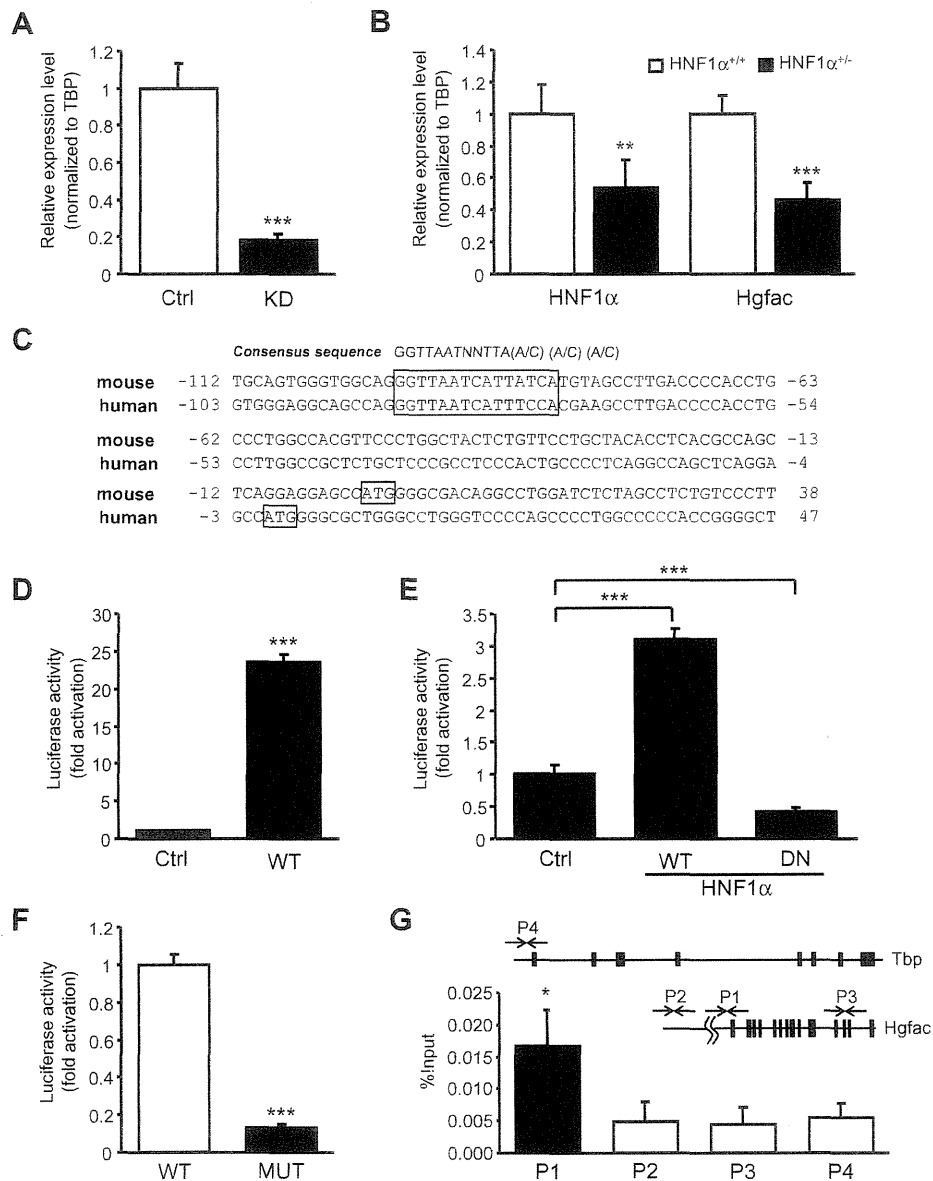 A
Relative expression level
(normalized to TBP)
1.2
1
0.8
0.6
0.4
0.2
0
***
Ctrl
KD
B
Relative expression level
(normalized to TBP)
1.4
1.2
1
0.8
0.6
0.4
0.2
0
HNF1α+/+ HNF1α+/-
**
***
HNF1α
Hgfac
C
Consensus sequence GGTTAATNNTTA(A/C) (A/C) (A/C)
mouse -112 TGCAGTGGGTGGCAGGGTTAATCATTATCATGTAGCCTTGACCCCACCTG -63
human -103 GTGGGAGGCAGCCAGGGTTAATCATTTCCACGAAGCCTTGACCCCACCTG -54
mouse -62 CCCTGGCCACGTTCCCTGGCTACTCTGTTCCTGCTACACCTCACGCCAGC -13
human -53 CCTTGGCCGCTCTGCTCCCGCCTCCCACTGCCCCTCAGGCCAGCTCAGGA -4
mouse -12 TCAGGAGGAGCCATGGGGCGACAGGCCTGGATCTCTAGCCTCTGTCCCTT 38
human -3 GCCATGGGGCGCTGGGCCTGGGTCCCCAGCCCCTGGCCCCCACCGGGGCT 47
D
Luciferase activity
(fold activation)
30
25
20
15
10
5
0
***
Ctrl
WT
E
Luciferase activity
(fold activation)
3.5
3
2.5
2
1.5
1
0.5
0
***
***
Ctrl
WT
DN
HNF1α
F
Luciferase activity
(fold activation)
1.2
1
0.8
0.6
0.4
0.2
0
***
WT
MUT
G
P4
Tbp
P2
P1
P3
Hgfac
%Input
0.025
0.020
0.015
0.010
0.005
0.000
*
P1
P2
P3
P4